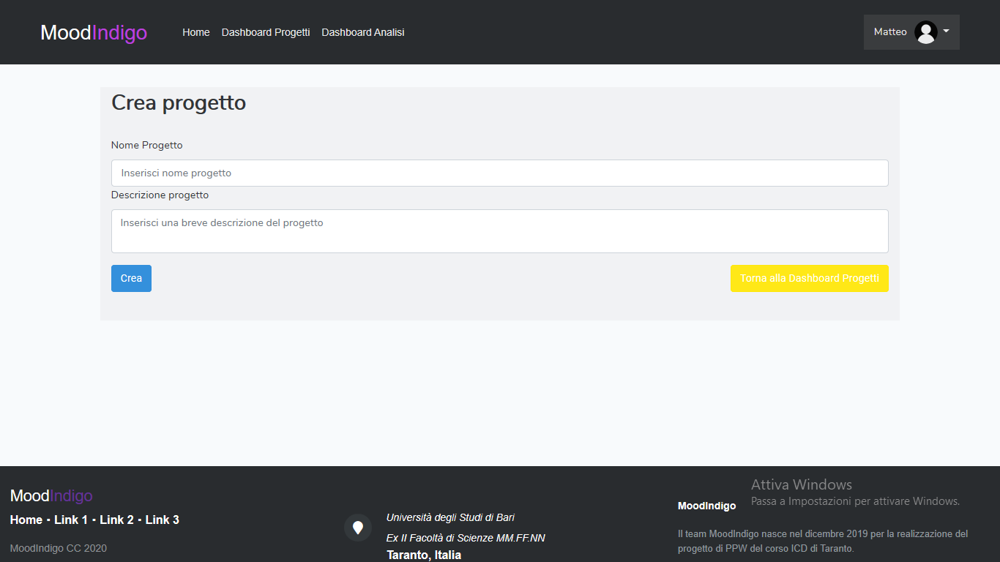 MoodIndigo
Home Dashboard Progetti Dashboard Analisi
Matteo
Crea progetto
Nome Progetto
Inserisci nome progetto
Descrizione progetto
Inserisci una breve descrizione del progetto
Crea
Torna alla Dashboard Progetti
MoodIndigo
Home · Link 1 · Link 2 · Link 3
MoodIndigo CC 2020
Università degli Studi di Bari
Ex II Facoltà di Scienze MM.FF.NN
Taranto, Italia
Attiva Windows
Passa a Impostazioni per attivare Windows.
MoodIndigo
Il team MoodIndigo nasce nel dicembre 2019 per la realizzazione del
progetto di PPW del corso ICD di Taranto.